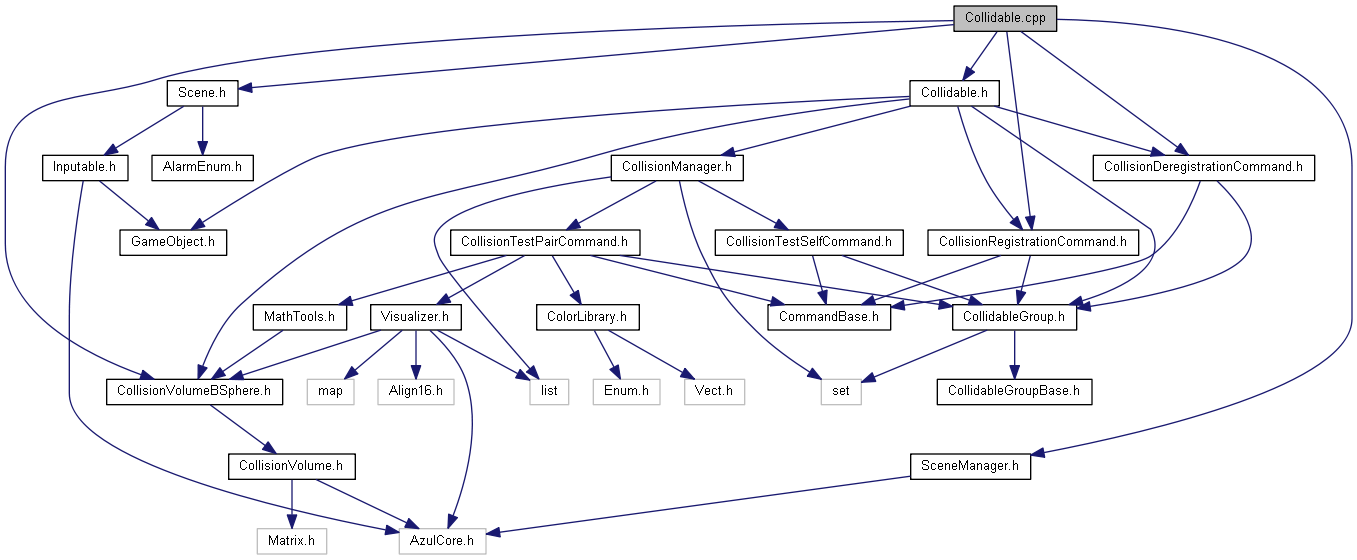 Collidable.cpp
Scene.h
Collidable.h
Inputable.h
AlarmEnum.h
CollisionManager.h
CollisionDeregistrationCommand.h
GameObject.h
CollisionTestPairCommand.h
CollisionTestSelfCommand.h
CollisionRegistrationCommand.h
MathTools.h
Visualizer.h
ColorLibrary.h
CommandBase.h
CollidableGroup.h
CollisionVolumeBSphere.h
map
Align16.h
list
Enum.h
Vect.h
set
CollidableGroupBase.h
CollisionVolume.h
SceneManager.h
Matrix.h
AzulCore.h